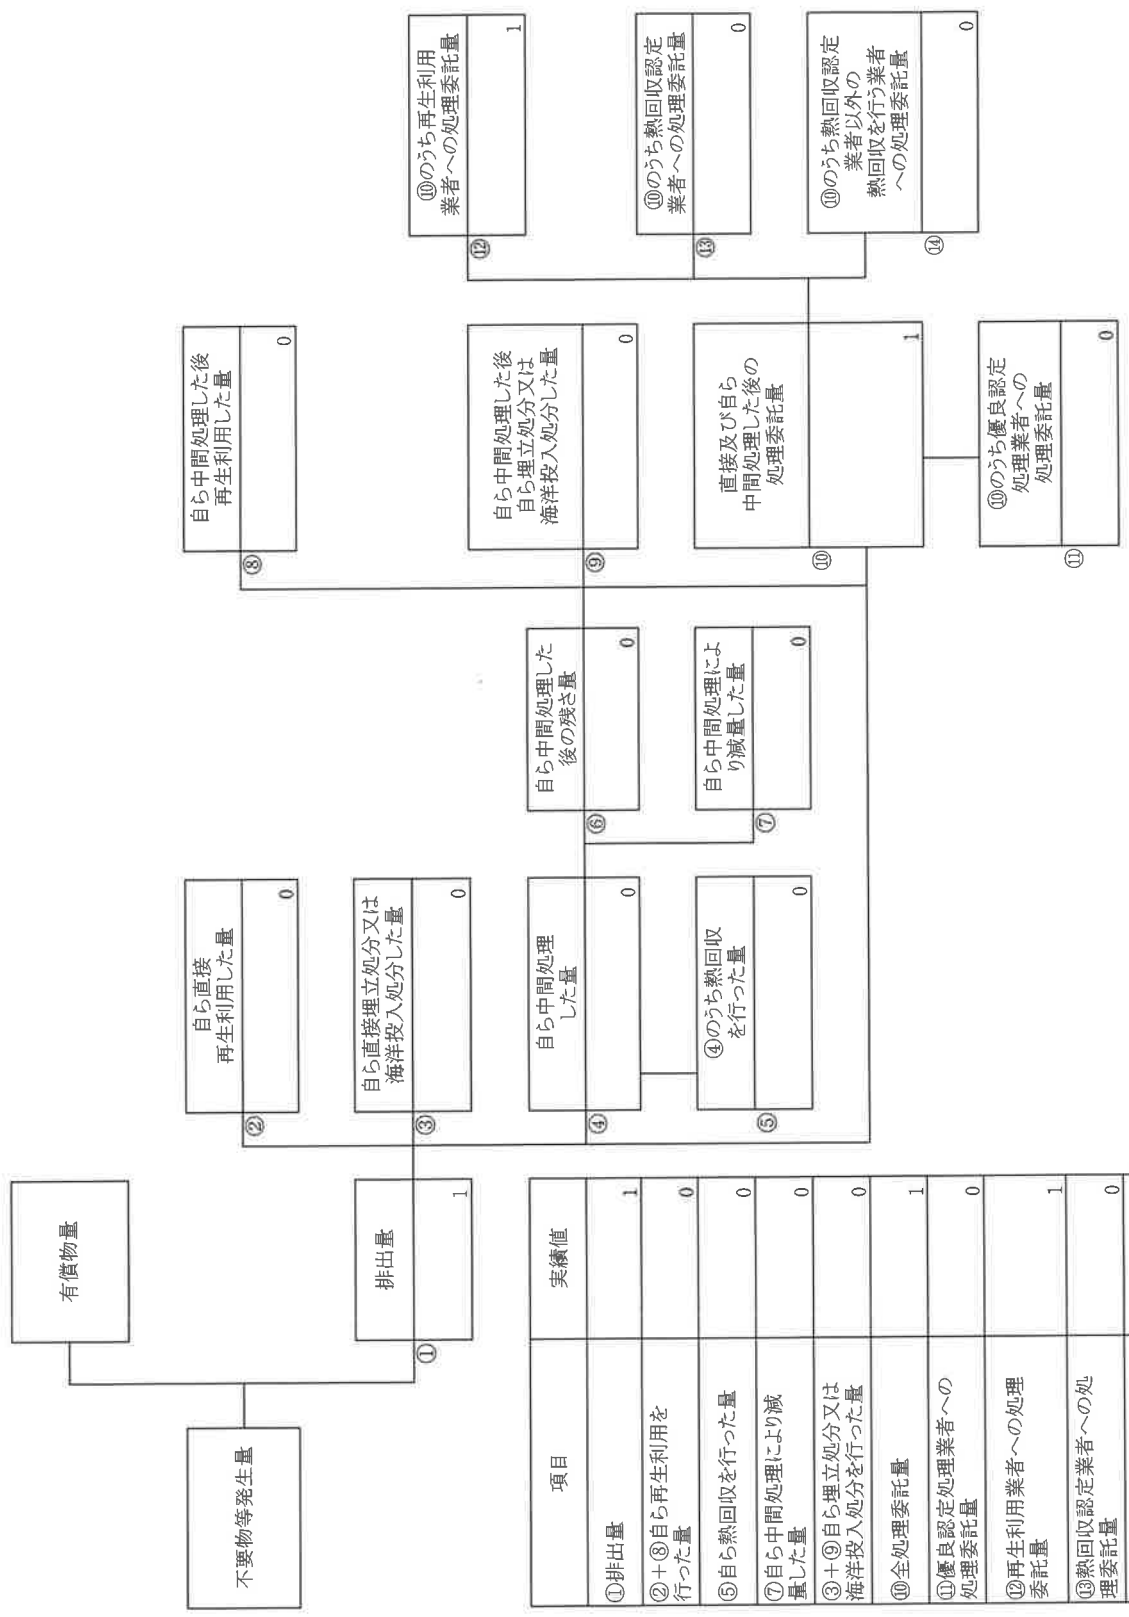 不要物等発生量
有償物量
①
排出量
1
②
自ら直接
再生利用した量
0
③
自ら直接埋立処分又は
海洋投入処分した量
0
④
自ら中間処理
した量
0
⑤
④のうち熱回収
を行った量
0
⑥
自ら中間処理した
後の残さ量
0
⑦
自ら中間処理によ
り減量した量
0
⑧
自ら中間処理した後
再生利用した量
0
⑨
自ら中間処理した後
自ら埋立処分又は
海洋投入処分した量
0
⑩
直接及び自ら
中間処理した後の
処理委託量
1
⑪
⑩のうち優良認定
処理業者への
処理委託量
0
⑫
⑩のうち再生利用
業者への処理委託量
1
⑬
⑩のうち熱回収認定
業者への処理委託量
0
⑭
⑩のうち熱回収認定
業者以外の
熱回収を行う業者
への処理委託量
0
項目
実績値
①排出量
1
②+⑧自ら再生利用を
行った量
0
⑤自ら熱回収を行った量
0
⑦自ら中間処理により減
量した量
0
③+⑨自ら埋立処分又は
海洋投入処分を行った量
0
⑩全処理委託量
1
⑪優良認定処理業者への
処理委託量
0
⑫再生利用業者への処理
委託量
1
⑬熱回収認定業者への処
理委託量
0